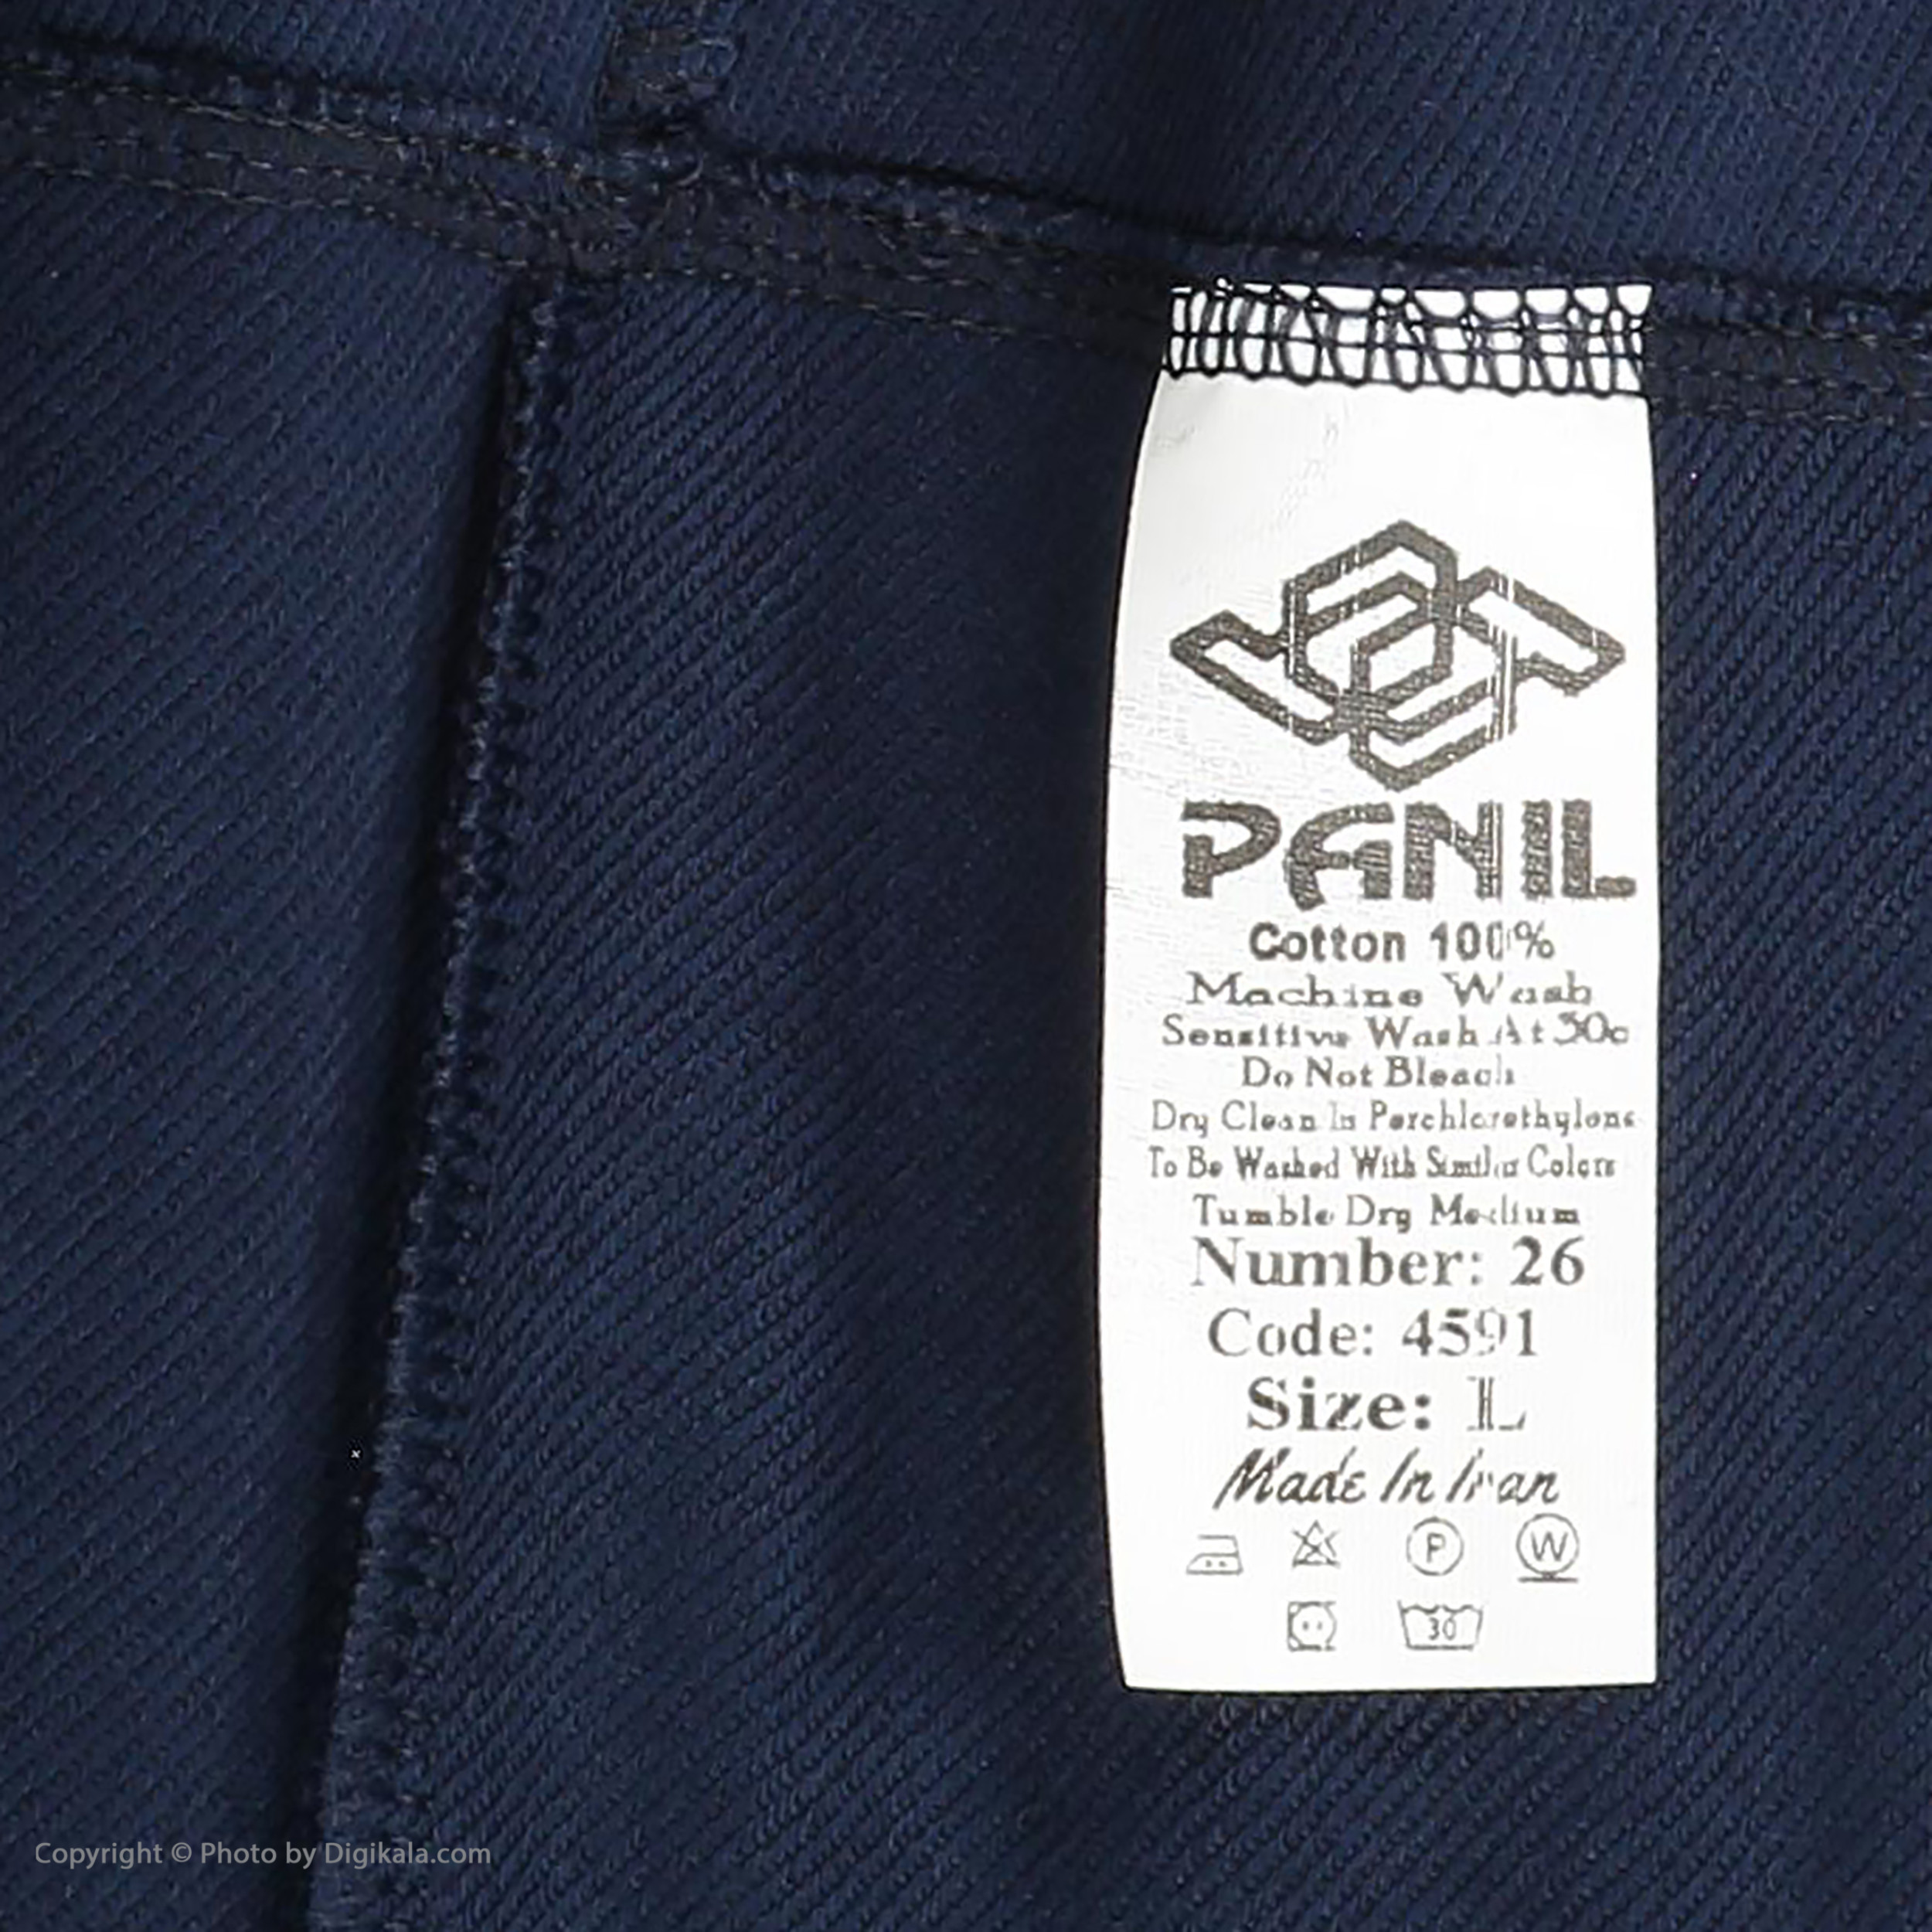 PANIL
Cotton 100%
Machine Wash
Sensitive Wash At 30c
Do Not Bleach
Dry Clean In Perchlorethylene
To Be Washed With Similar Colors
Tumble Dry Medium
Number: 26
Code: 4591
Size: L
Made In Iran
P W
30
Copyright © Photo by Digikala.com